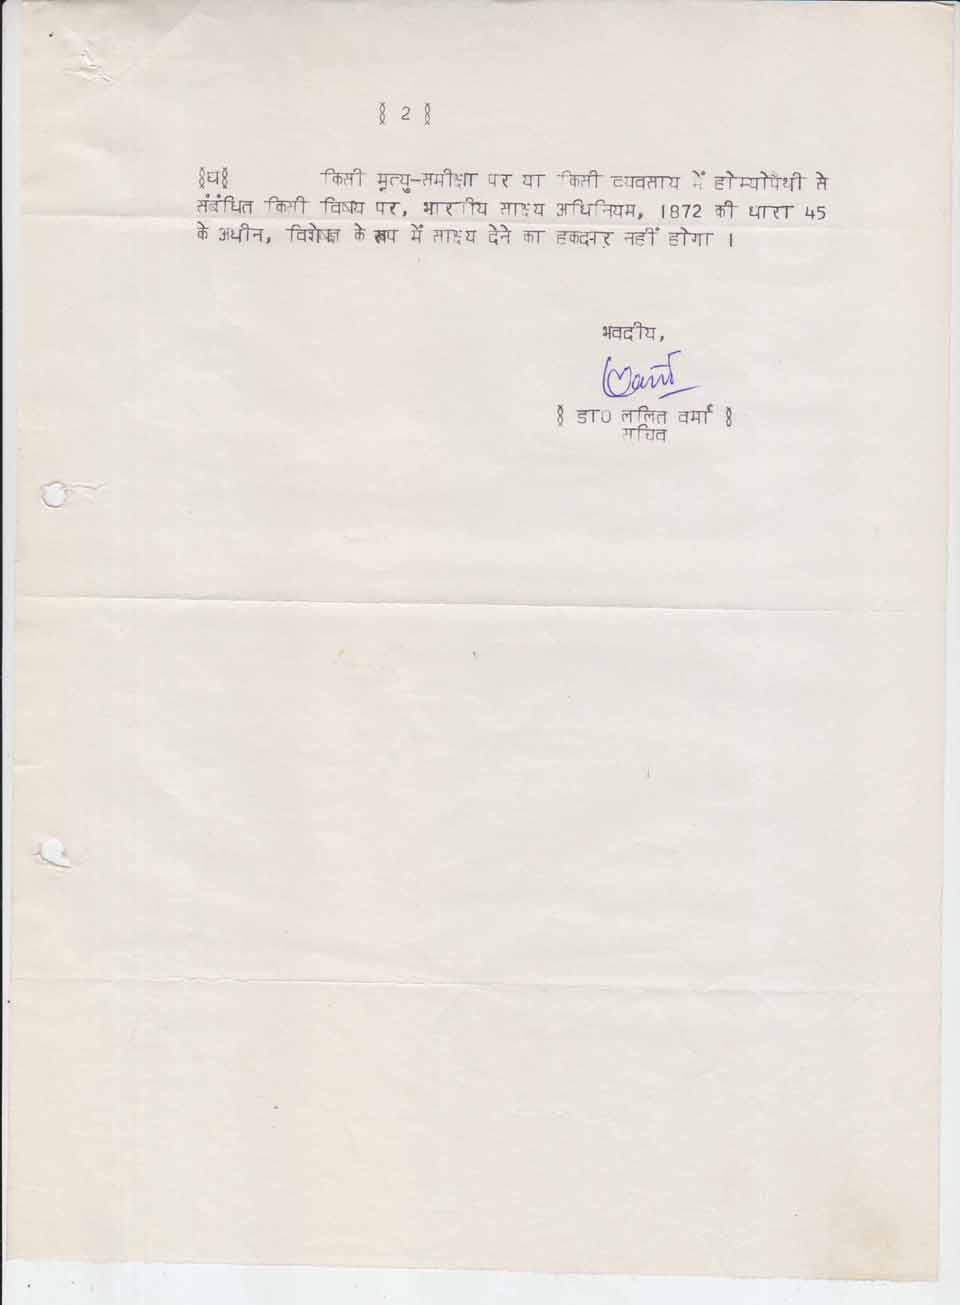 § 2 §
§घ§ किसी मृत्यु-समीक्षा पर या किसी व्यवसाय में होम्योपैथी से
संबंधित किसी विषय पर, भारतीय साक्ष्य अधिनियम, 1872 की धारा 45
के अधीन, विशेषज्ञ के रूप में साक्ष्य देने का हकदार नहीं होगा ।
भवदीय,
§ डा० ललित वर्मा §
सचिव